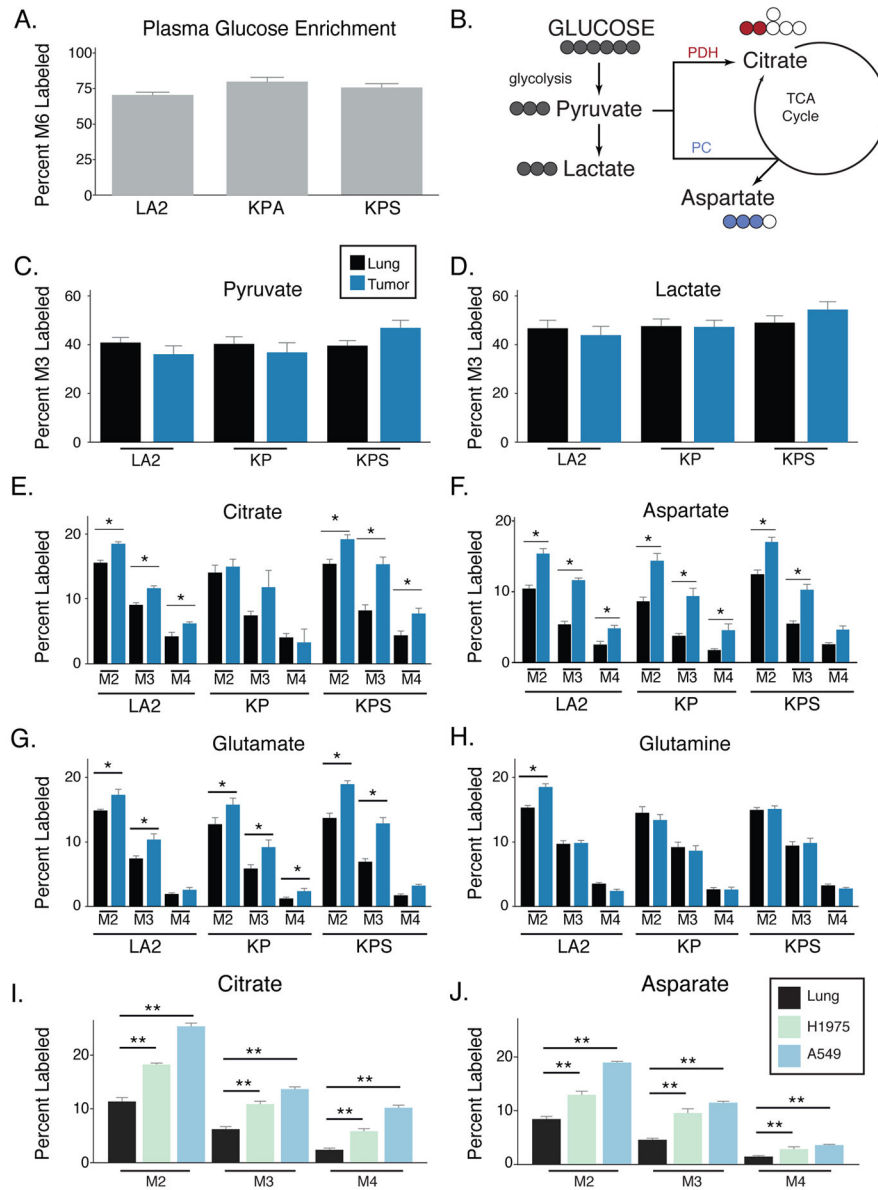 A.
Plasma Glucose Enrichment
Percent M6 Labeled
100
75
50
25
0
LA2 KPA KPS
B.
GLUCOSE
glycolysis
Pyruvate
Lactate
PDH
PC
Citrate
TCA
Cycle
Aspartate
C.
Lung
Tumor
Pyruvate
Percent M3 Labeled
60
40
20
0
LA2 KP KPS
D.
Lactate
Percent M3 Labeled
60
40
20
0
LA2 KP KPS
E.
Citrate
Percent Labeled
20
10
0
* * * * * *
M2 M3 M4 M2 M3 M4 M2 M3 M4
LA2 KP KPS
F.
Aspartate
Percent Labeled
20
10
0
* * * * * * * *
M2 M3 M4 M2 M3 M4 M2 M3 M4
LA2 KP KPS
G.
Glutamate
Percent Labeled
20
10
0
* * * * * * *
M2 M3 M4 M2 M3 M4 M2 M3 M4
LA2 KP KPS
H.
Glutamine
Percent Labeled
20
10
0
*
M2 M3 M4 M2 M3 M4 M2 M3 M4
LA2 KP KPS
I.
Citrate
Percent Labeled
20
10
0
** ** ** ** ** **
M2 M3 M4
J.
Asparate
Lung
H1975
A549
Percent Labeled
20
10
0
** ** ** ** ** **
M2 M3 M4